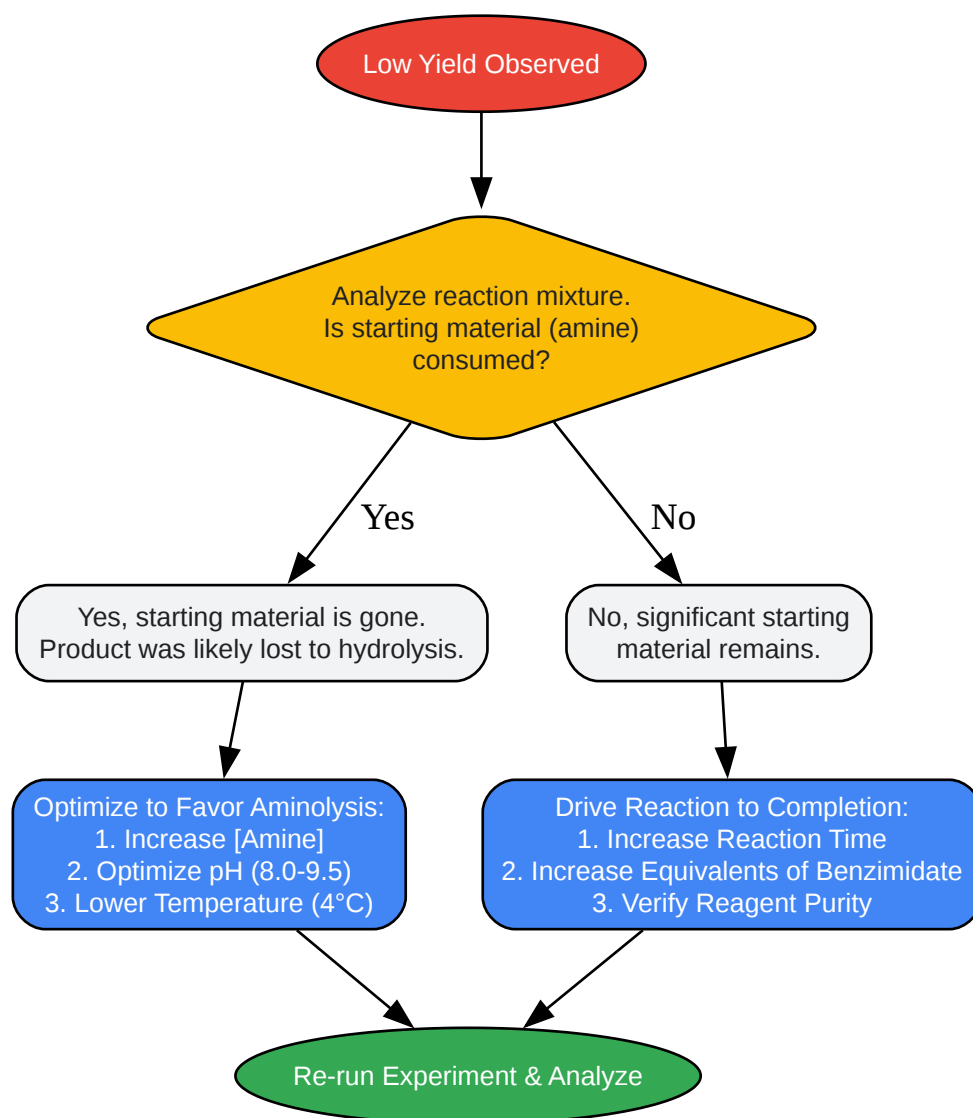 Low Yield Observed
Analyze reaction mixture.
Is starting material (amine)
consumed?
Yes
No
Yes, starting material is gone.
Product was likely lost to hydrolysis.
No, significant starting
material remains.
Optimize to Favor Aminolysis:
1. Increase [Amine]
2. Optimize pH (8.0-9.5)
3. Lower Temperature (4°C)
Drive Reaction to Completion:
1. Increase Reaction Time
2. Increase Equivalents of Benzimidate
3. Verify Reagent Purity
Re-run Experiment & Analyze